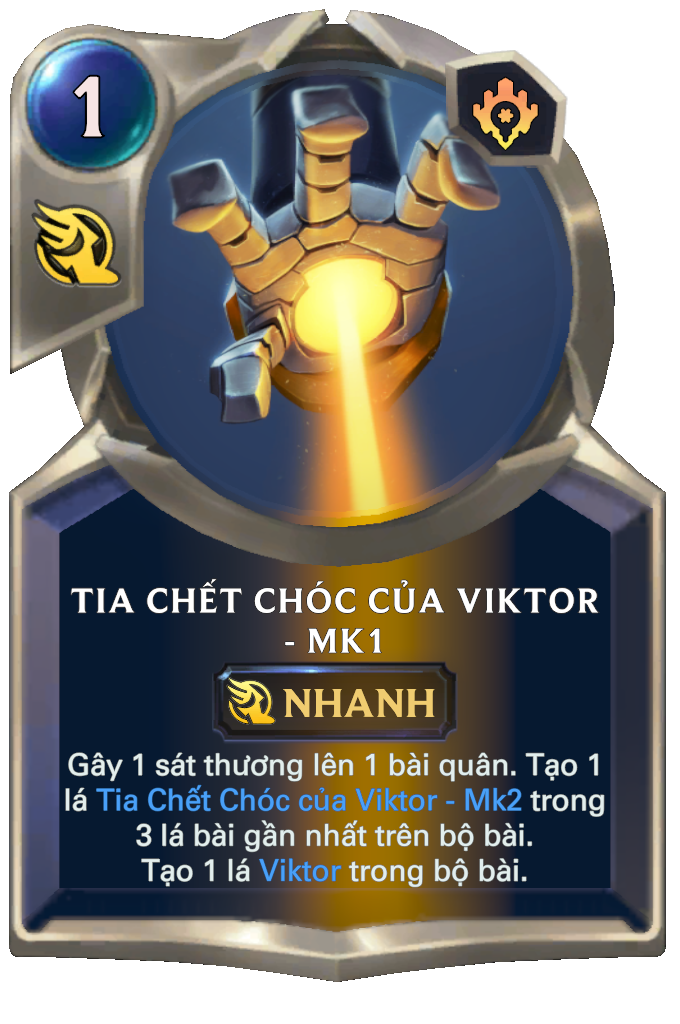 1
TIA CHẾT CHÓC CỦA VIKTOR
- MK1
NHANH
Gây 1 sát thương lên 1 bài quân. Tạo 1
lá Tia Chết Chóc của Viktor - Mk2 trong
3 lá bài gần nhất trên bộ bài.
Tạo 1 lá Viktor trong bộ bài.